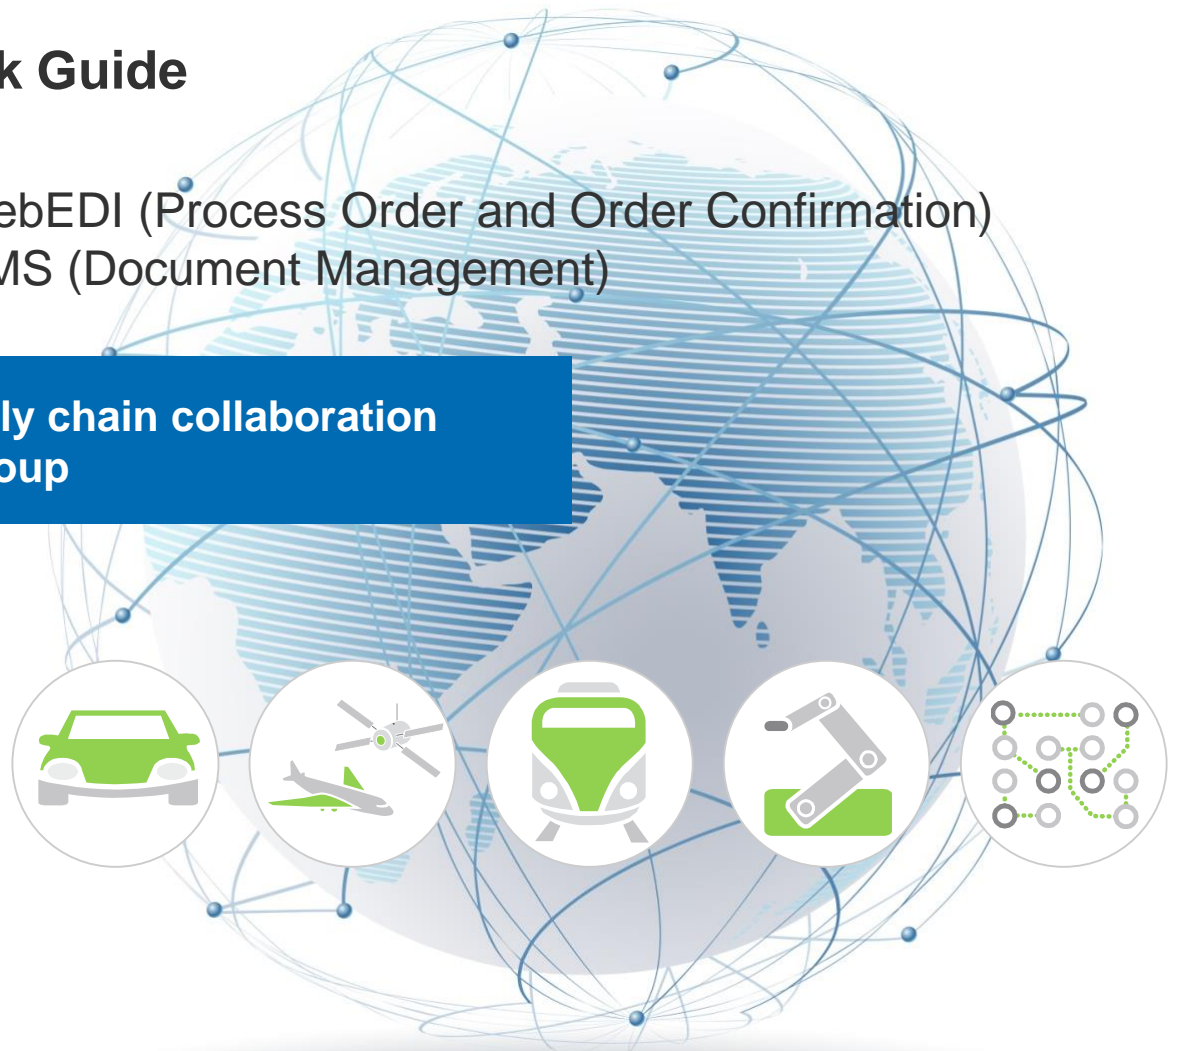 k Guide
ebEDI (Process Order and Order Confirmation)
MS (Document Management)
ly chain collaboration
oup